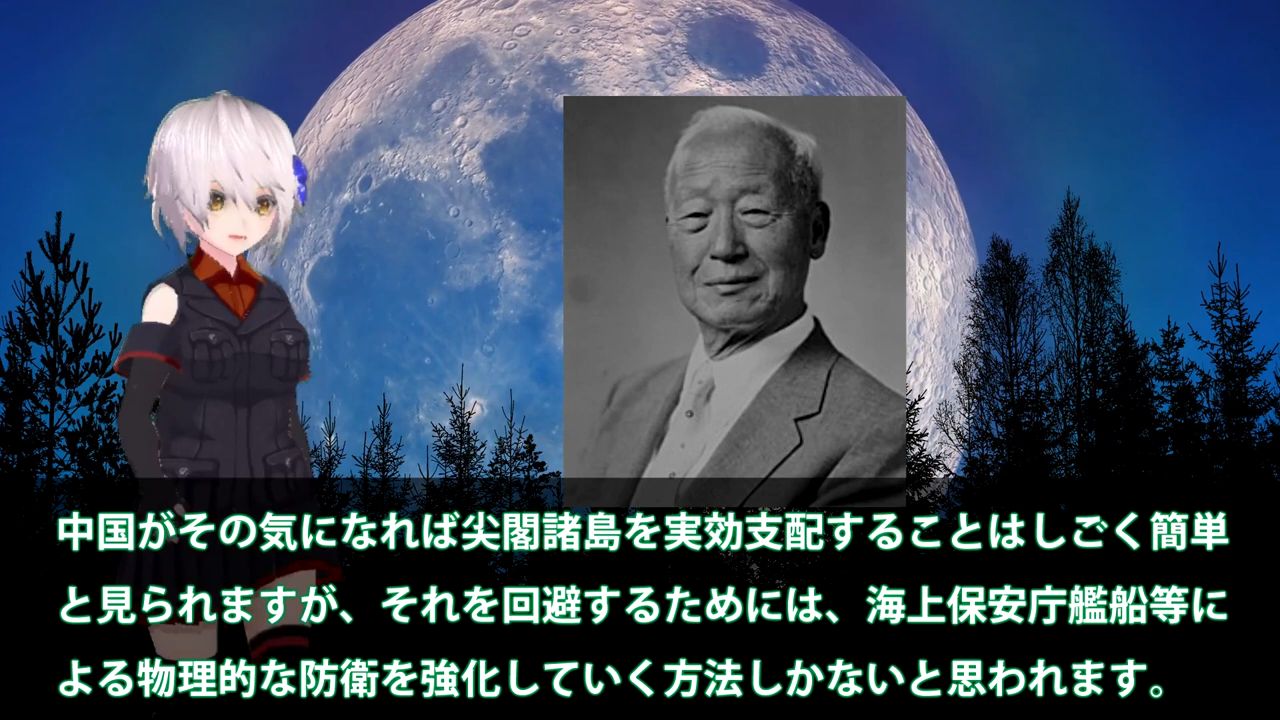 中国がその気になれば尖閣諸島を実効支配することはしごく簡単
と見られますが、それを回避するためには、海上保安庁艦船等に
よる物理的な防衛を強化していく方法しかないと思われます。